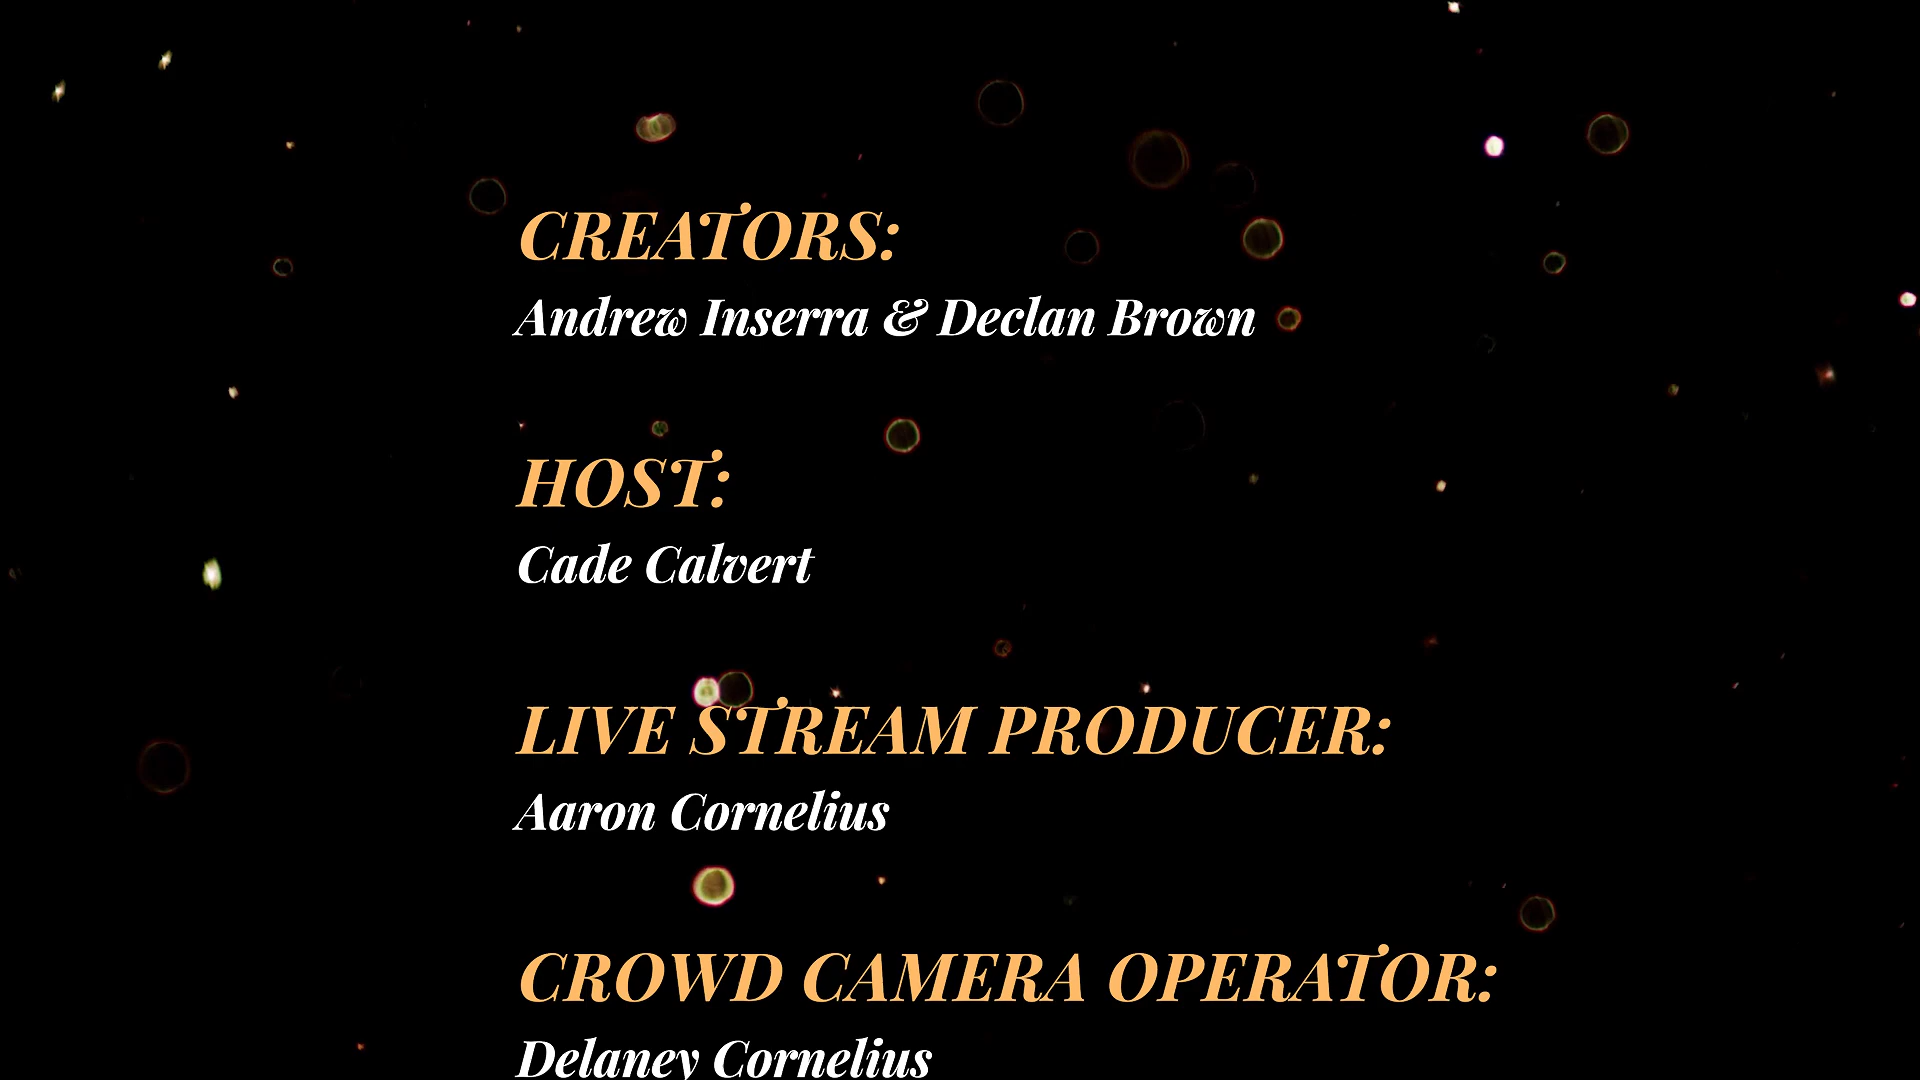 CREATORS:
Andrew Inserra & Declan Brown
HOST:
Cade Calvert
LIVE STREAM PRODUCER:
Aaron Cornelius
CROWD CAMERA OPERATOR:
Delaney Cornelius